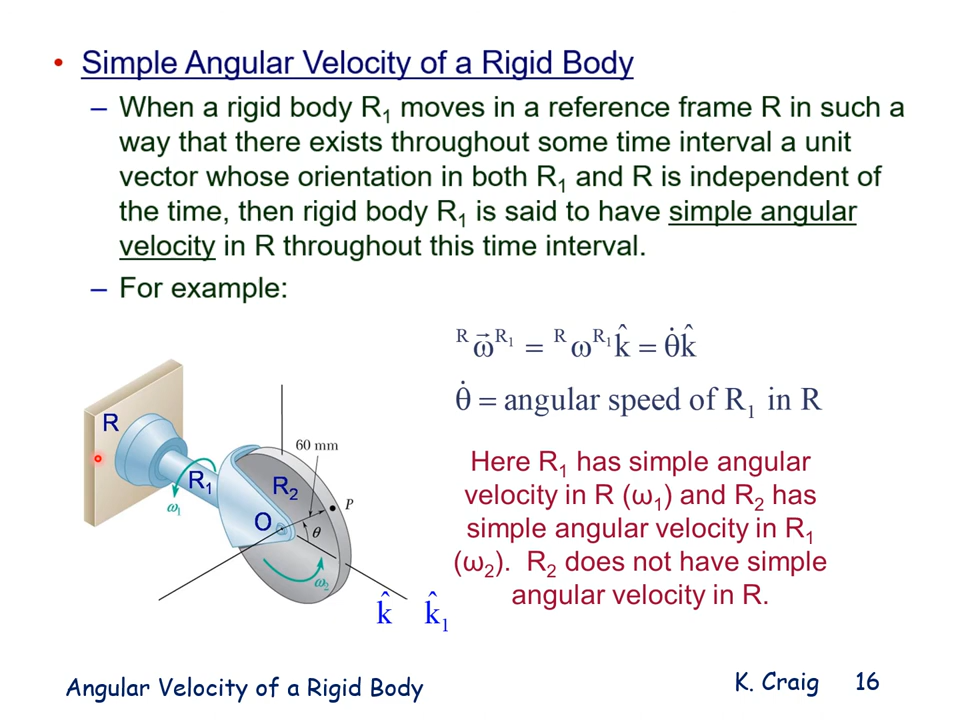 • Simple Angular Velocity of a Rigid Body
– When a rigid body R₁ moves in a reference frame R in such a
way that there exists throughout some time interval a unit
vector whose orientation in both R₁ and R is independent of
the time, then rigid body R₁ is said to have simple angular
velocity in R throughout this time interval.
– For example:
ᴿω⃗ᴿ¹ = ᴿωᴿ¹k̂ = θ̇k̂
θ̇ = angular speed of R₁ in R
R
60 mm
R₁
R₂
P
ω₁
O
θ
ω₂
k̂ k̂₁
Here R₁ has simple angular
velocity in R (ω₁) and R₂ has
simple angular velocity in R₁
(ω₂). R₂ does not have simple
angular velocity in R.
Angular Velocity of a Rigid Body
K. Craig 16